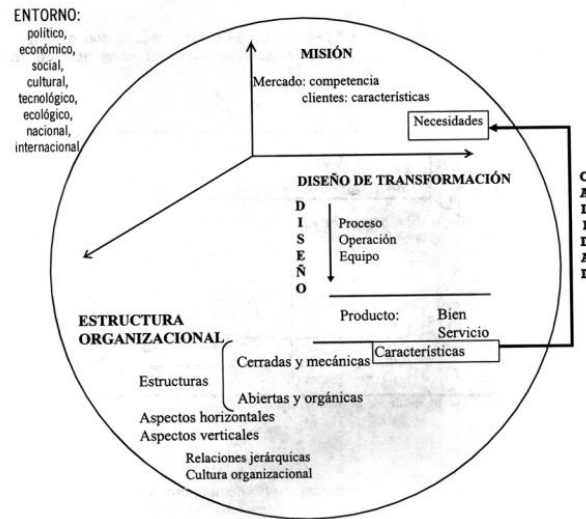 ENTORNO:
político,
económico,
social,
cultural,
tecnológico,
ecológico,
nacional,
internacional
MISIÓN
Mercado: competencia
clientes: características
Necesidades
DISEÑO DE TRANSFORMACIÓN
DISEÑO
Proceso
Operación
Equipo
Producto: Bien
Servicio
Características
CALIDAD
ESTRUCTURA
ORGANIZACIONAL
Estructuras
Cerradas y mecánicas
Abiertas y orgánicas
Aspectos horizontales
Aspectos verticales
Relaciones jerárquicas
Cultura organizacional